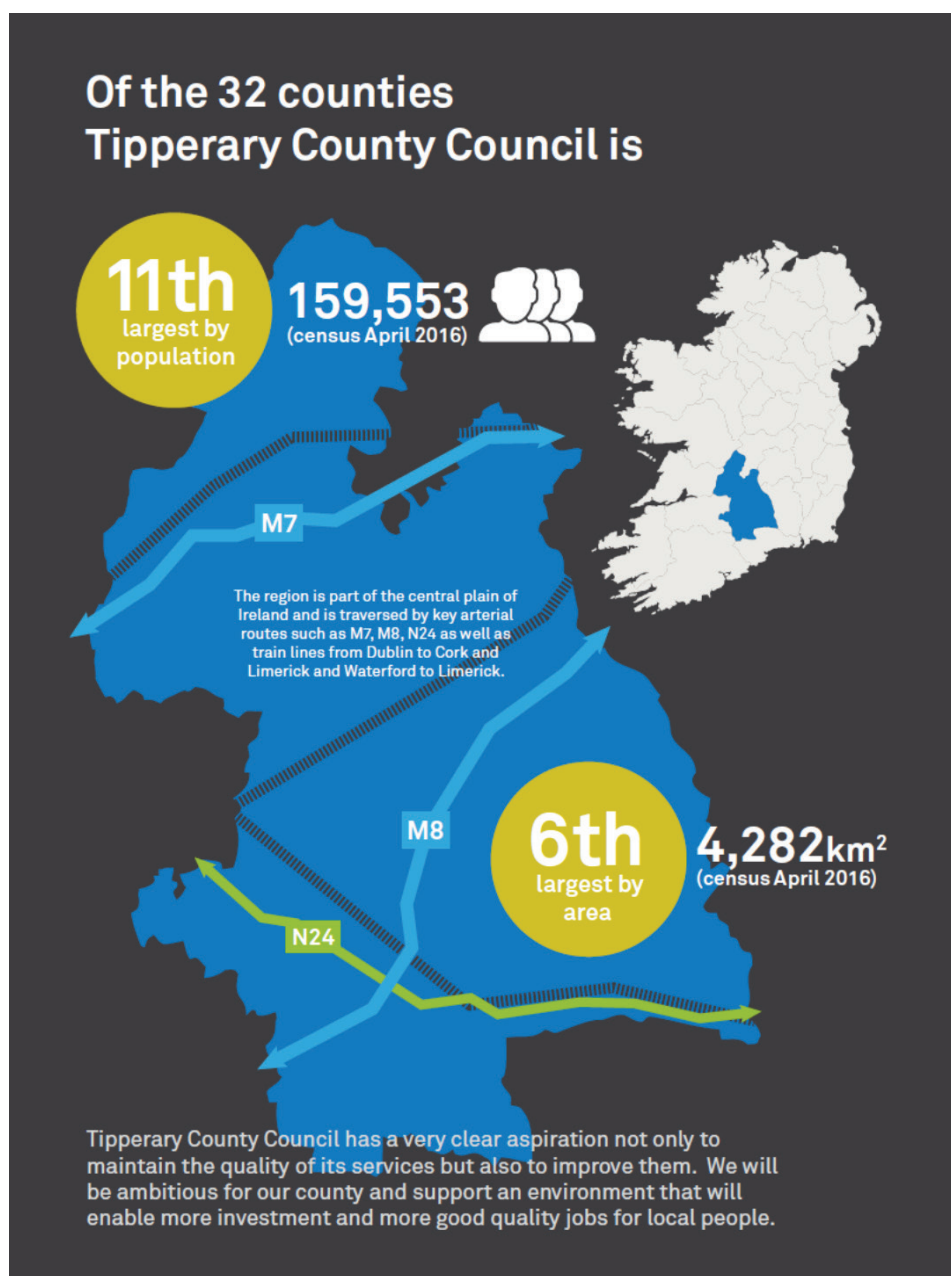 Of the 32 counties
Tipperary County Council is
11th
largest by
population
159,553
(census April 2016)
M7
The region is part of the central plain of
Ireland and is traversed by key arterial
routes such as M7, M8, N24 as well as
train lines from Dublin to Cork and
Limerick and Waterford to Limerick.
M8
6th
largest by
area
4,282km²
(census April 2016)
N24
Tipperary County Council has a very clear aspiration not only to
maintain the quality of its services but also to improve them.  We will
be ambitious for our county and support an environment that will
enable more investment and more good quality jobs for local people.